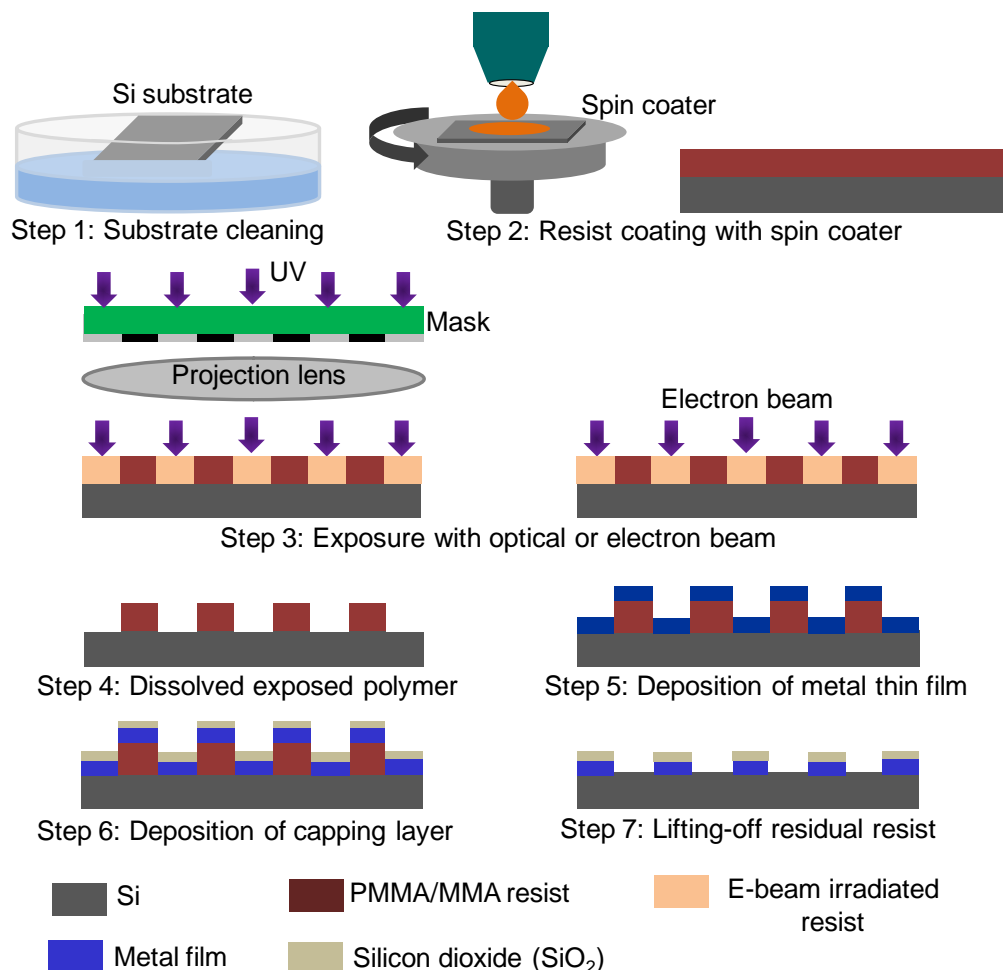 Si substrate
Spin coater
Step 1: Substrate cleaning
Step 2: Resist coating with spin coater
UV
Mask
Projection lens
Electron beam
Step 3: Exposure with optical or electron beam
Step 4: Dissolved exposed polymer
Step 5: Deposition of metal thin film
Step 6: Deposition of capping layer
Step 7: Lifting-off residual resist
Si
PMMA/MMA resist
E-beam irradiated
resist
Metal film
Silicon dioxide (SiO₂)